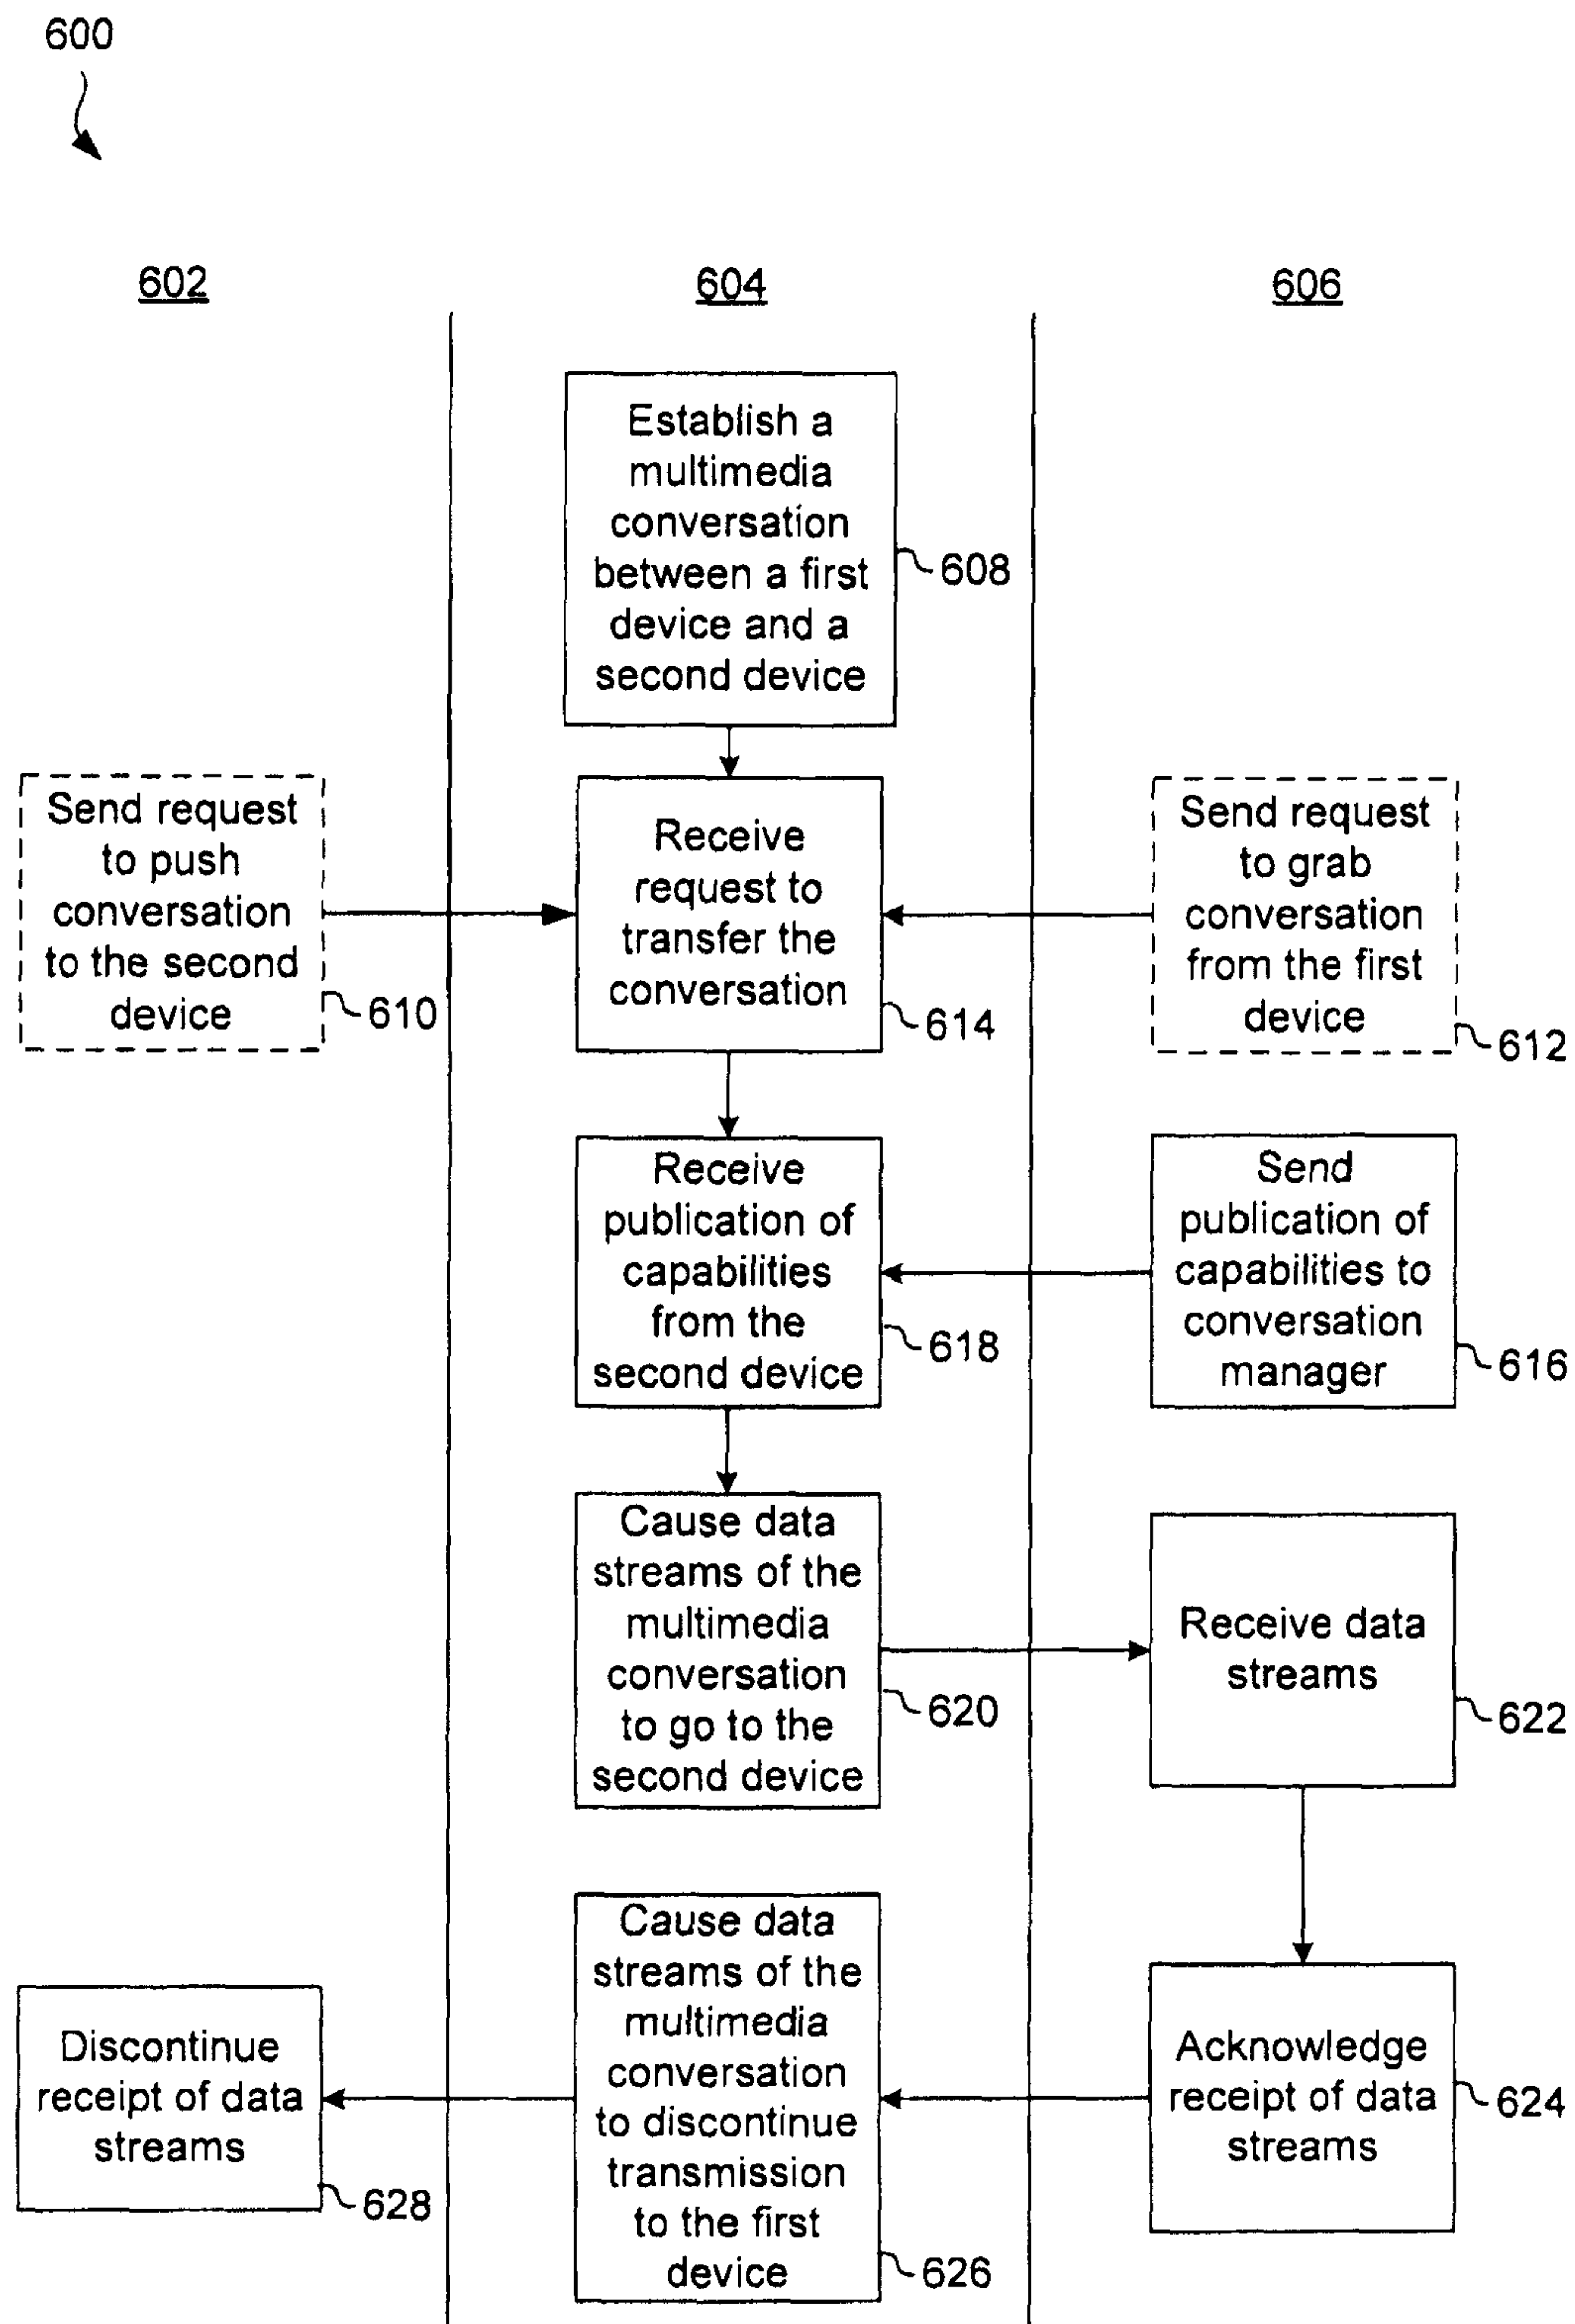 600
602
604
606
Establish a
multimedia
conversation
between a first
device and a
second device
608
Send request
to push
conversation
to the second
device
610
Receive
request to
transfer the
conversation
614
Send request
to grab
conversation
from the first
device
612
Receive
publication of
capabilities
from the
second device
618
Send
publication of
capabilities to
conversation
manager
616
Cause data
streams of the
multimedia
conversation
to go to the
second device
620
Receive data
streams
622
Discontinue
receipt of data
streams
628
Cause data
streams of the
multimedia
conversation
to discontinue
transmission
to the first
device
626
Acknowledge
receipt of data
streams
624